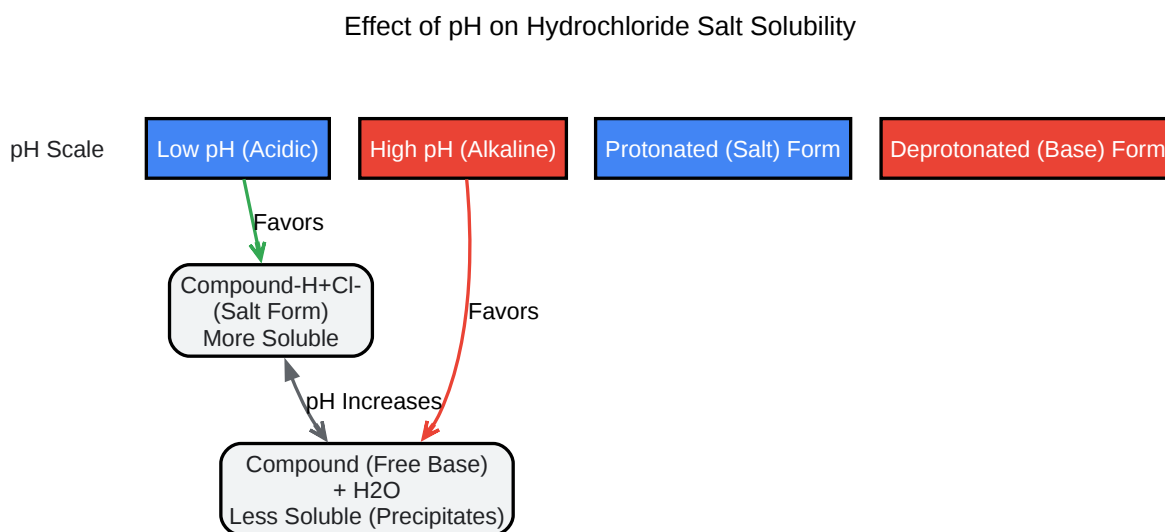 Effect of pH on Hydrochloride Salt Solubility
pH Scale
Low pH (Acidic)
High pH (Alkaline)
Protonated (Salt) Form
Deprotonated (Base) Form
Favors
Compound-H+Cl-
(Salt Form)
More Soluble
Favors
pH Increases
Compound (Free Base)
+ H2O
Less Soluble (Precipitates)